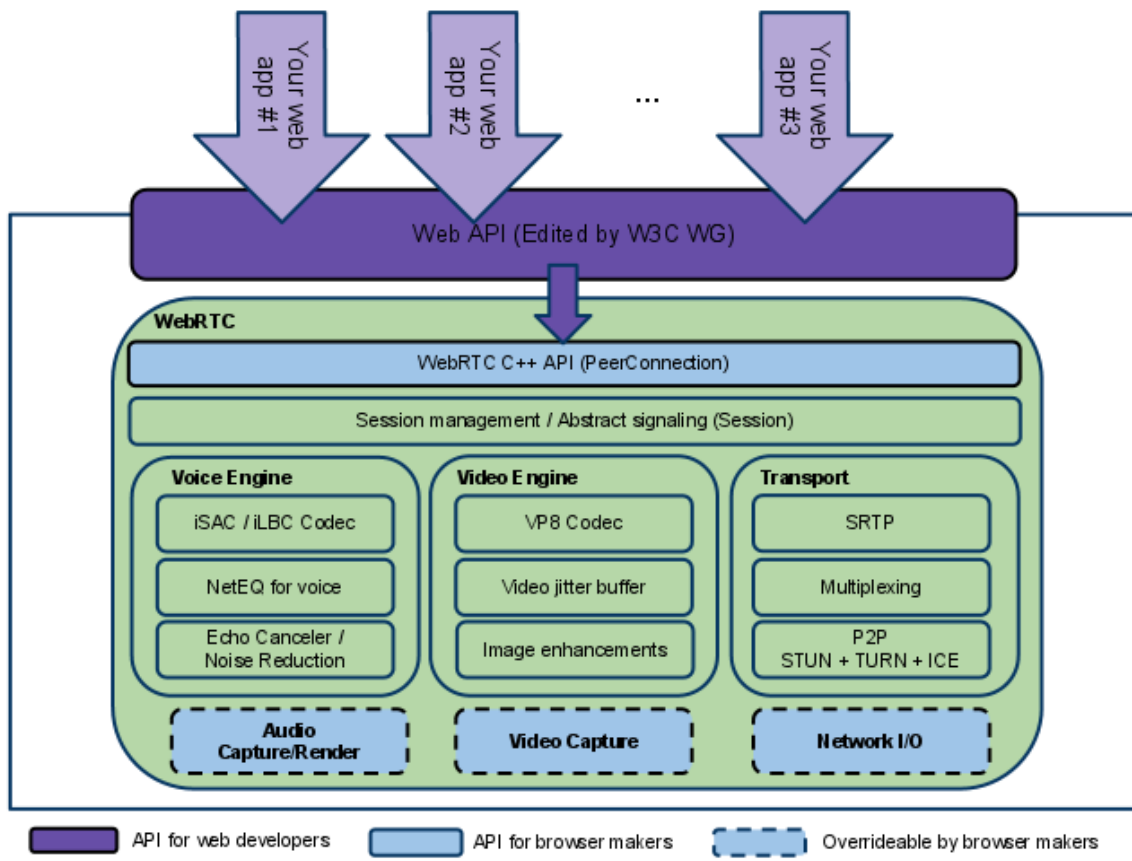 Your web
app #1
Your web
app #2
...
Your web
app #3
Web API (Edited by W3C WG)
WebRTC
WebRTC C++ API (PeerConnection)
Session management / Abstract signaling (Session)
Voice Engine
iSAC / iLBC Codec
NetEQ for voice
Echo Canceler /
Noise Reduction
Video Engine
VP8 Codec
Video jitter buffer
Image enhancements
Transport
SRTP
Multiplexing
P2P
STUN + TURN + ICE
Audio
Capture/Render
Video Capture
Network I/O
API for web developers
API for browser makers
Overrideable by browser makers